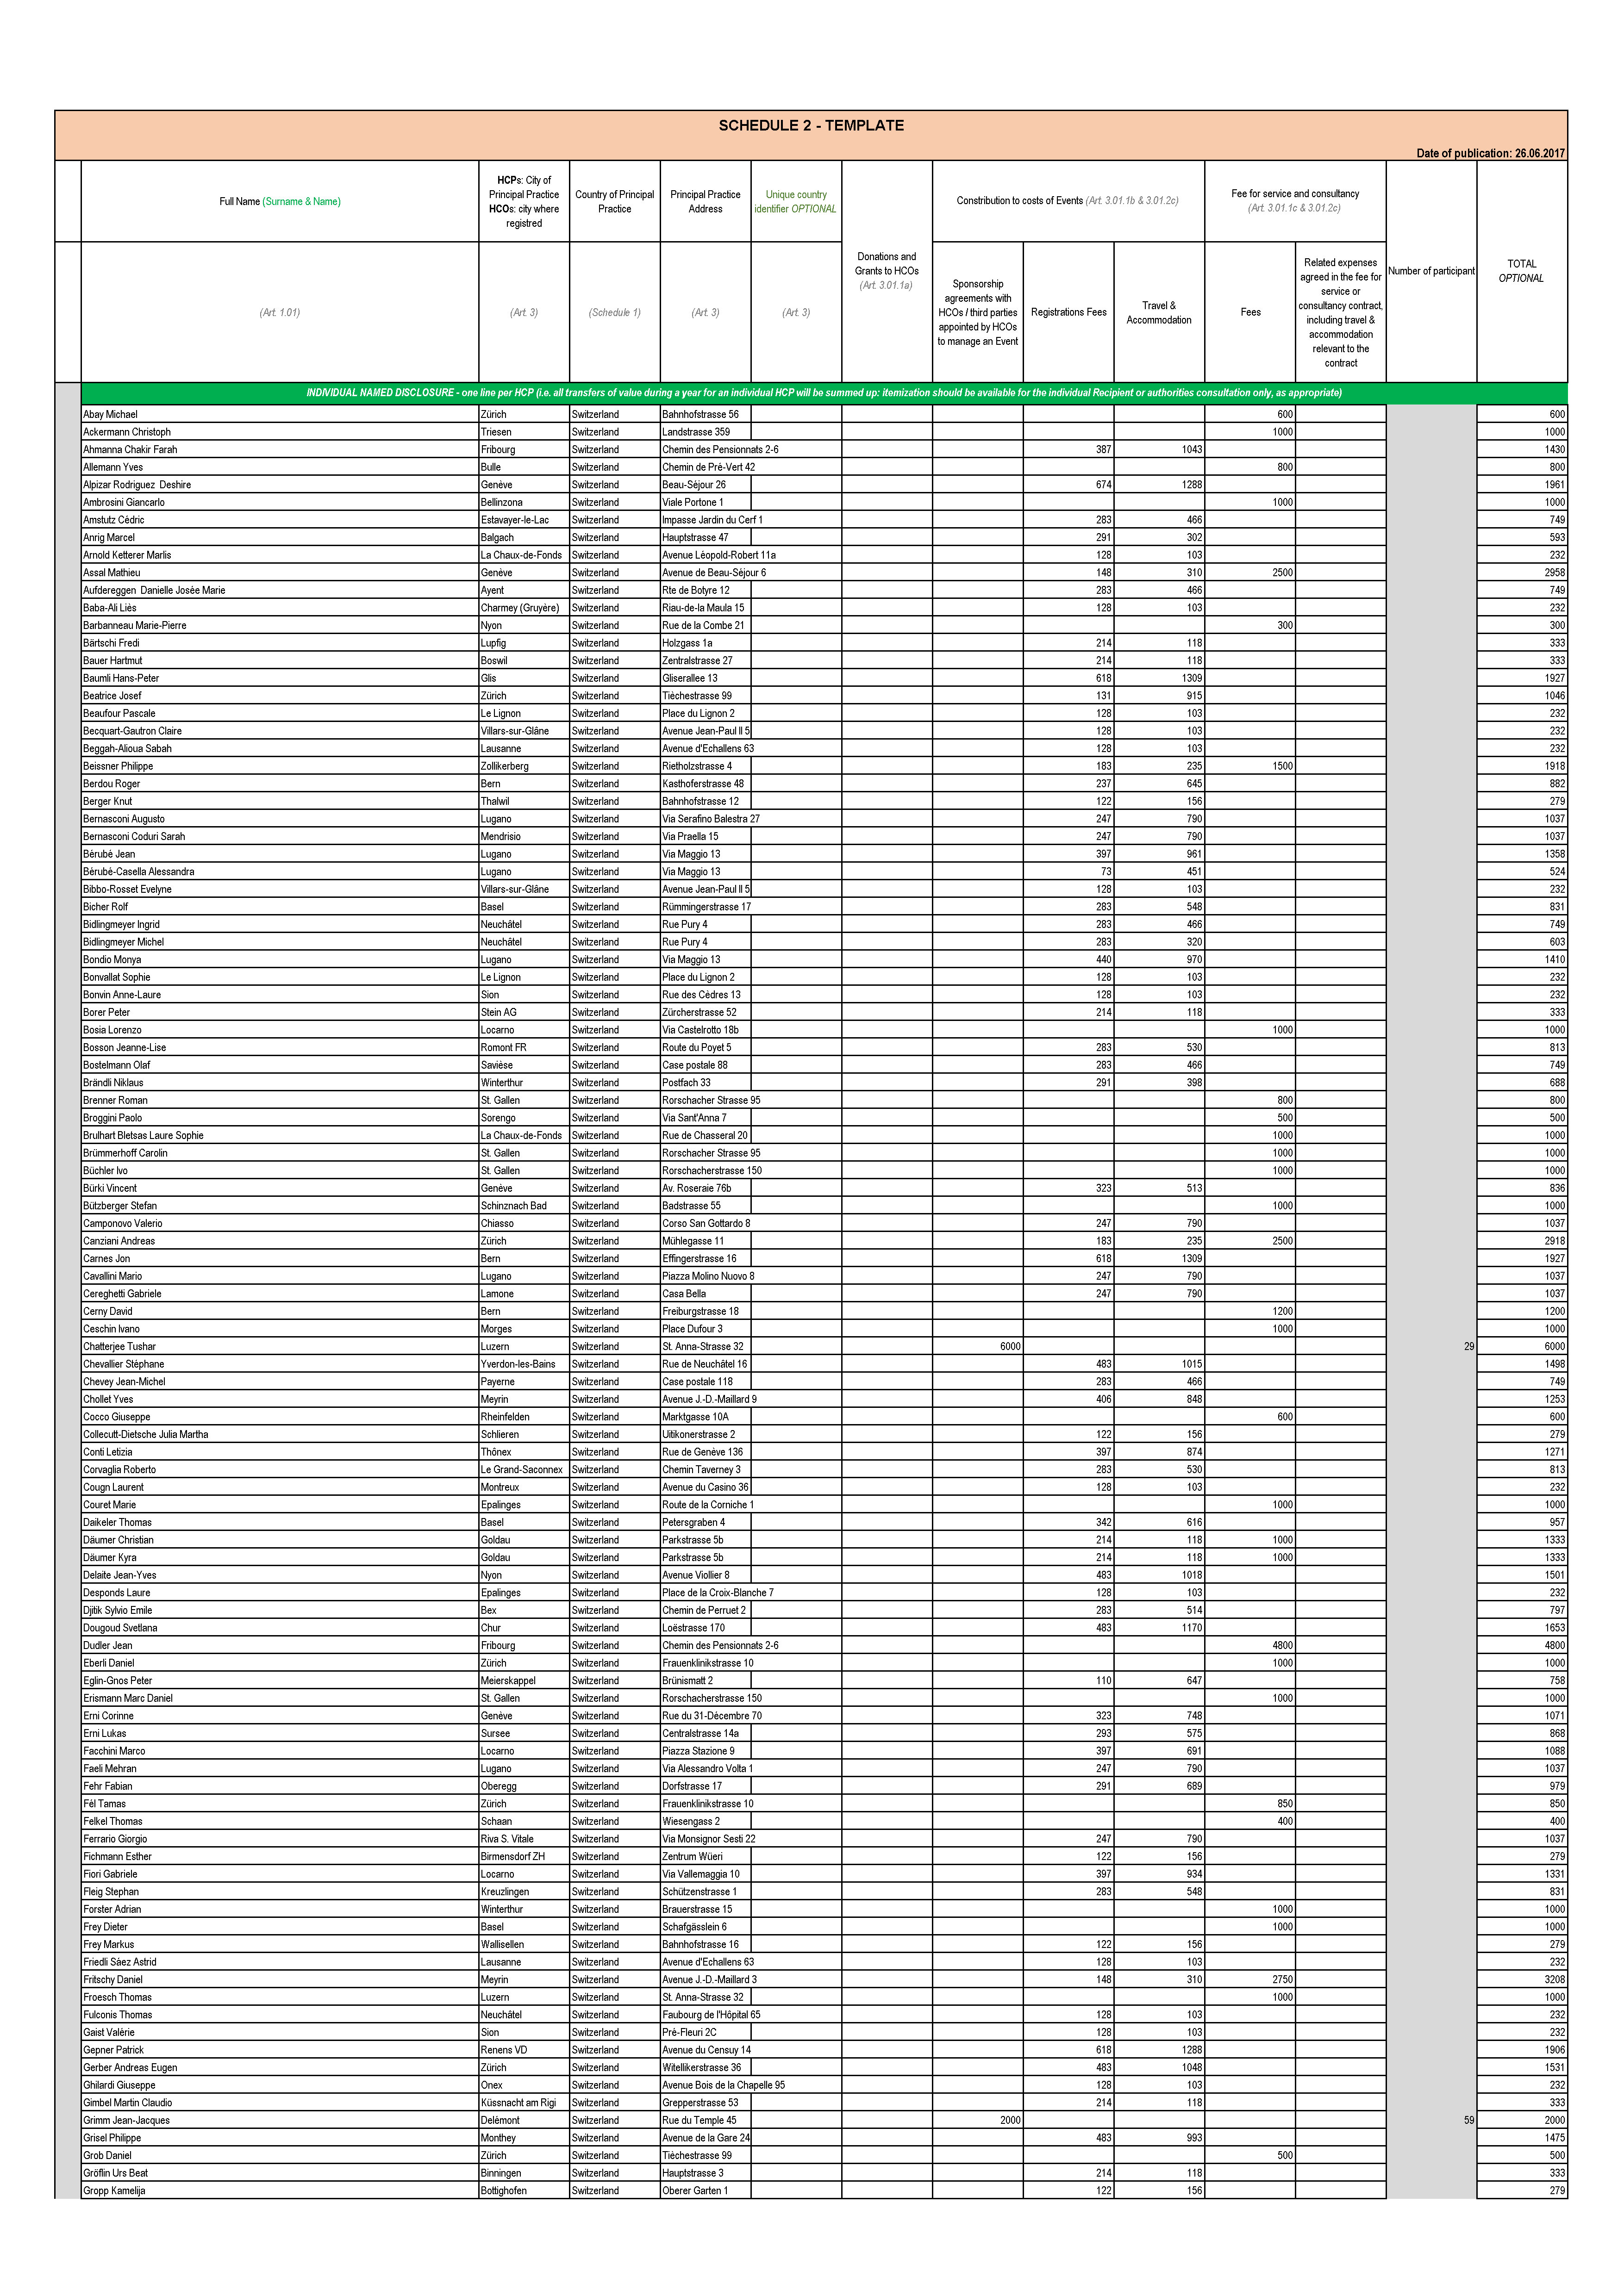 SCHEDULE 2 - TEMPLATE
Date of publication: 26.06.2017
Full Name (Surname & Name)
HCPs: City of Principal Practice HCOs: city where registred
Country of Principal Practice
Principal Practice Address
Unique country identifier OPTIONAL
Donations and Grants to HCOs (Art. 3.01.1a)
Constribution to costs of Events (Art. 3.01.1b & 3.01.2c)
Fee for service and consultancy (Art. 3.01.1c & 3.01.2c)
Number of participant
TOTAL OPTIONAL
(Art. 1.01)
(Art. 3)
(Schedule 1)
(Art. 3)
(Art. 3)
Sponsorship agreements with HCOs / third parties appointed by HCOs to manage an Event
Registrations Fees
Travel & Accommodation
Fees
Related expenses agreed in the fee for service or consultancy contract, including travel & accommodation relevant to the contract
INDIVIDUAL NAMED DISCLOSURE - one line per HCP (i.e. all transfers of value during a year for an individual HCP will be summed up: itemization should be available for the individual Recipient or authorities consultation only, as appropriate)
Abay Michael Zürich Switzerland Bahnhofstrasse 56 600 600
Ackermann Christoph Triesen Switzerland Landstrasse 359 1000 1000
Ahmanna Chakir Farah Fribourg Switzerland Chemin des Pensionnats 2-6 387 1043 1430
Allemann Yves Bulle Switzerland Chemin de Pré-Vert 42 800 800
Alpizar Rodriguez Deshire Genève Switzerland Beau-Séjour 26 674 1288 1961
Ambrosini Giancarlo Bellinzona Switzerland Viale Portone 1 1000 1000
Amstutz Cédric Estavayer-le-Lac Switzerland Impasse Jardin du Cerf 1 283 466 749
Anrig Marcel Balgach Switzerland Hauptstrasse 47 291 302 593
Arnold Ketterer Marlis La Chaux-de-Fonds Switzerland Avenue Léopold-Robert 11a 128 103 232
Assal Mathieu Genève Switzerland Avenue de Beau-Séjour 6 148 310 2500 2958
Aufdereggen Danielle Josée Marie Ayent Switzerland Rte de Botyre 12 283 466 749
Baba-Ali Liès Charmey (Gruyère) Switzerland Riau-de-la Maula 15 128 103 232
Barbanneau Marie-Pierre Nyon Switzerland Rue de la Combe 21 300 300
Bärtschi Fredi Lupfig Switzerland Holzgass 1a 214 118 333
Bauer Hartmut Boswil Switzerland Zentralstrasse 27 214 118 333
Baumli Hans-Peter Glis Switzerland Gliserallee 13 618 1309 1927
Beatrice Josef Zürich Switzerland Tièchestrasse 99 131 915 1046
Beaufour Pascale Le Lignon Switzerland Place du Lignon 2 128 103 232
Becquart-Gautron Claire Villars-sur-Glâne Switzerland Avenue Jean-Paul II 5 128 103 232
Beggah-Alioua Sabah Lausanne Switzerland Avenue d'Echallens 63 128 103 232
Beissner Philippe Zollikerberg Switzerland Rietholzstrasse 4 183 235 1500 1918
Berdou Roger Bern Switzerland Kasthoferstrasse 48 237 645 882
Berger Knut Thalwil Switzerland Bahnhofstrasse 12 122 156 279
Bernasconi Augusto Lugano Switzerland Via Serafino Balestra 27 247 790 1037
Bernasconi Coduri Sarah Mendrisio Switzerland Via Praella 15 247 790 1037
Bérubé Jean Lugano Switzerland Via Maggio 13 397 961 1358
Bérubé-Casella Alessandra Lugano Switzerland Via Maggio 13 73 451 524
Bibbo-Rosset Evelyne Villars-sur-Glâne Switzerland Avenue Jean-Paul II 5 128 103 232
Bicher Rolf Basel Switzerland Rümmingerstrasse 17 283 548 831
Bidlingmeyer Ingrid Neuchâtel Switzerland Rue Pury 4 283 466 749
Bidlingmeyer Michel Neuchâtel Switzerland Rue Pury 4 283 320 603
Bondio Monya Lugano Switzerland Via Maggio 13 440 970 1410
Bonvallat Sophie Le Lignon Switzerland Place du Lignon 2 128 103 232
Bonvin Anne-Laure Sion Switzerland Rue des Cèdres 13 128 103 232
Borer Peter Stein AG Switzerland Zürcherstrasse 52 214 118 333
Bosia Lorenzo Locarno Switzerland Via Castelrotto 18b 1000 1000
Bosson Jeanne-Lise Romont FR Switzerland Route du Poyet 5 283 530 813
Bostelmann Olaf Savièse Switzerland Case postale 88 283 466 749
Brändli Niklaus Winterthur Switzerland Postfach 33 291 398 688
Brenner Roman St. Gallen Switzerland Rorschacher Strasse 95 800 800
Broggini Paolo Sorengo Switzerland Via Sant'Anna 7 500 500
Brulhart Bletsas Laure Sophie La Chaux-de-Fonds Switzerland Rue de Chasseral 20 1000 1000
Brümmerhoff Carolin St. Gallen Switzerland Rorschacher Strasse 95 1000 1000
Büchler Ivo St. Gallen Switzerland Rorschacherstrasse 150 1000 1000
Bürki Vincent Genève Switzerland Av. Roseraie 76b 323 513 836
Bützberger Stefan Schinznach Bad Switzerland Badstrasse 55 1000 1000
Camponovo Valerio Chiasso Switzerland Corso San Gottardo 8 247 790 1037
Canziani Andreas Zürich Switzerland Mühlegasse 11 183 235 2500 2918
Carnes Jon Bern Switzerland Effingerstrasse 16 618 1309 1927
Cavallini Mario Lugano Switzerland Piazza Molino Nuovo 8 247 790 1037
Cereghetti Gabriele Lamone Switzerland Casa Bella 247 790 1037
Cerny David Bern Switzerland Freiburgstrasse 18 1200 1200
Ceschin Ivano Morges Switzerland Place Dufour 3 1000 1000
Chatterjee Tushar Luzern Switzerland St. Anna-Strasse 32 6000 29 6000
Chevallier Stéphane Yverdon-les-Bains Switzerland Rue de Neuchâtel 16 483 1015 1498
Chevey Jean-Michel Payerne Switzerland Case postale 118 283 466 749
Chollet Yves Meyrin Switzerland Avenue J.-D.-Maillard 9 406 848 1253
Cocco Giuseppe Rheinfelden Switzerland Marktgasse 10A 600 600
Collecutt-Dietsche Julia Martha Schlieren Switzerland Uitikonerstrasse 2 122 156 279
Conti Letizia Thônex Switzerland Rue de Genève 136 397 874 1271
Corvaglia Roberto Le Grand-Saconnex Switzerland Chemin Taverney 3 283 530 813
Cougn Laurent Montreux Switzerland Avenue du Casino 36 128 103 232
Couret Marie Epalinges Switzerland Route de la Corniche 1 1000 1000
Daikeler Thomas Basel Switzerland Petersgraben 4 342 616 957
Däumer Christian Goldau Switzerland Parkstrasse 5b 214 118 1000 1333
Däumer Kyra Goldau Switzerland Parkstrasse 5b 214 118 1000 1333
Delaite Jean-Yves Nyon Switzerland Avenue Viollier 8 483 1018 1501
Desponds Laure Epalinges Switzerland Place de la Croix-Blanche 7 128 103 232
Djitik Sylvio Emile Bex Switzerland Chemin de Perruet 2 283 514 797
Dougoud Svetlana Chur Switzerland Loëstrasse 170 483 1170 1653
Dudler Jean Fribourg Switzerland Chemin des Pensionnats 2-6 4800 4800
Eberli Daniel Zürich Switzerland Frauenklinikstrasse 10 1000 1000
Eglin-Gnos Peter Meierskappel Switzerland Brünismatt 2 110 647 758
Erismann Marc Daniel St. Gallen Switzerland Rorschacherstrasse 150 1000 1000
Erni Corinne Genève Switzerland Rue du 31-Décembre 70 323 748 1071
Erni Lukas Sursee Switzerland Centralstrasse 14a 293 575 868
Facchini Marco Locarno Switzerland Piazza Stazione 9 397 691 1088
Faeli Mehran Lugano Switzerland Via Alessandro Volta 1 247 790 1037
Fehr Fabian Oberegg Switzerland Dorfstrasse 17 291 689 979
Fél Tamas Zürich Switzerland Frauenklinikstrasse 10 850 850
Felkel Thomas Schaan Switzerland Wiesengass 2 400 400
Ferrario Giorgio Riva S. Vitale Switzerland Via Monsignor Sesti 22 247 790 1037
Fichmann Esther Birmensdorf ZH Switzerland Zentrum Wüeri 122 156 279
Fiori Gabriele Locarno Switzerland Via Vallemaggia 10 397 934 1331
Fleig Stephan Kreuzlingen Switzerland Schützenstrasse 1 283 548 831
Forster Adrian Winterthur Switzerland Brauerstrasse 15 1000 1000
Frey Dieter Basel Switzerland Schafgässlein 6 1000 1000
Frey Markus Wallisellen Switzerland Bahnhofstrasse 16 122 156 279
Friedli Sáez Astrid Lausanne Switzerland Avenue d'Echallens 63 128 103 232
Fritschy Daniel Meyrin Switzerland Avenue J.-D.-Maillard 3 148 310 2750 3208
Froesch Thomas Luzern Switzerland St. Anna-Strasse 32 1000 1000
Fulconis Thomas Neuchâtel Switzerland Faubourg de l'Hôpital 65 128 103 232
Gaist Valérie Sion Switzerland Pré-Fleuri 2C 128 103 232
Gepner Patrick Renens VD Switzerland Avenue du Censuy 14 618 1288 1906
Gerber Andreas Eugen Zürich Switzerland Witellikerstrasse 36 483 1048 1531
Ghilardi Giuseppe Onex Switzerland Avenue Bois de la Chapelle 95 128 103 232
Gimbel Martin Claudio Küssnacht am Rigi Switzerland Grepperstrasse 53 214 118 333
Grimm Jean-Jacques Delémont Switzerland Rue du Temple 45 2000 59 2000
Grisel Philippe Monthey Switzerland Avenue de la Gare 24 483 993 1475
Grob Daniel Zürich Switzerland Tièchestrasse 99 500 500
Gröflin Urs Beat Binningen Switzerland Hauptstrasse 3 214 118 333
Gropp Kamelija Bottighofen Switzerland Oberer Garten 1 122 156 279